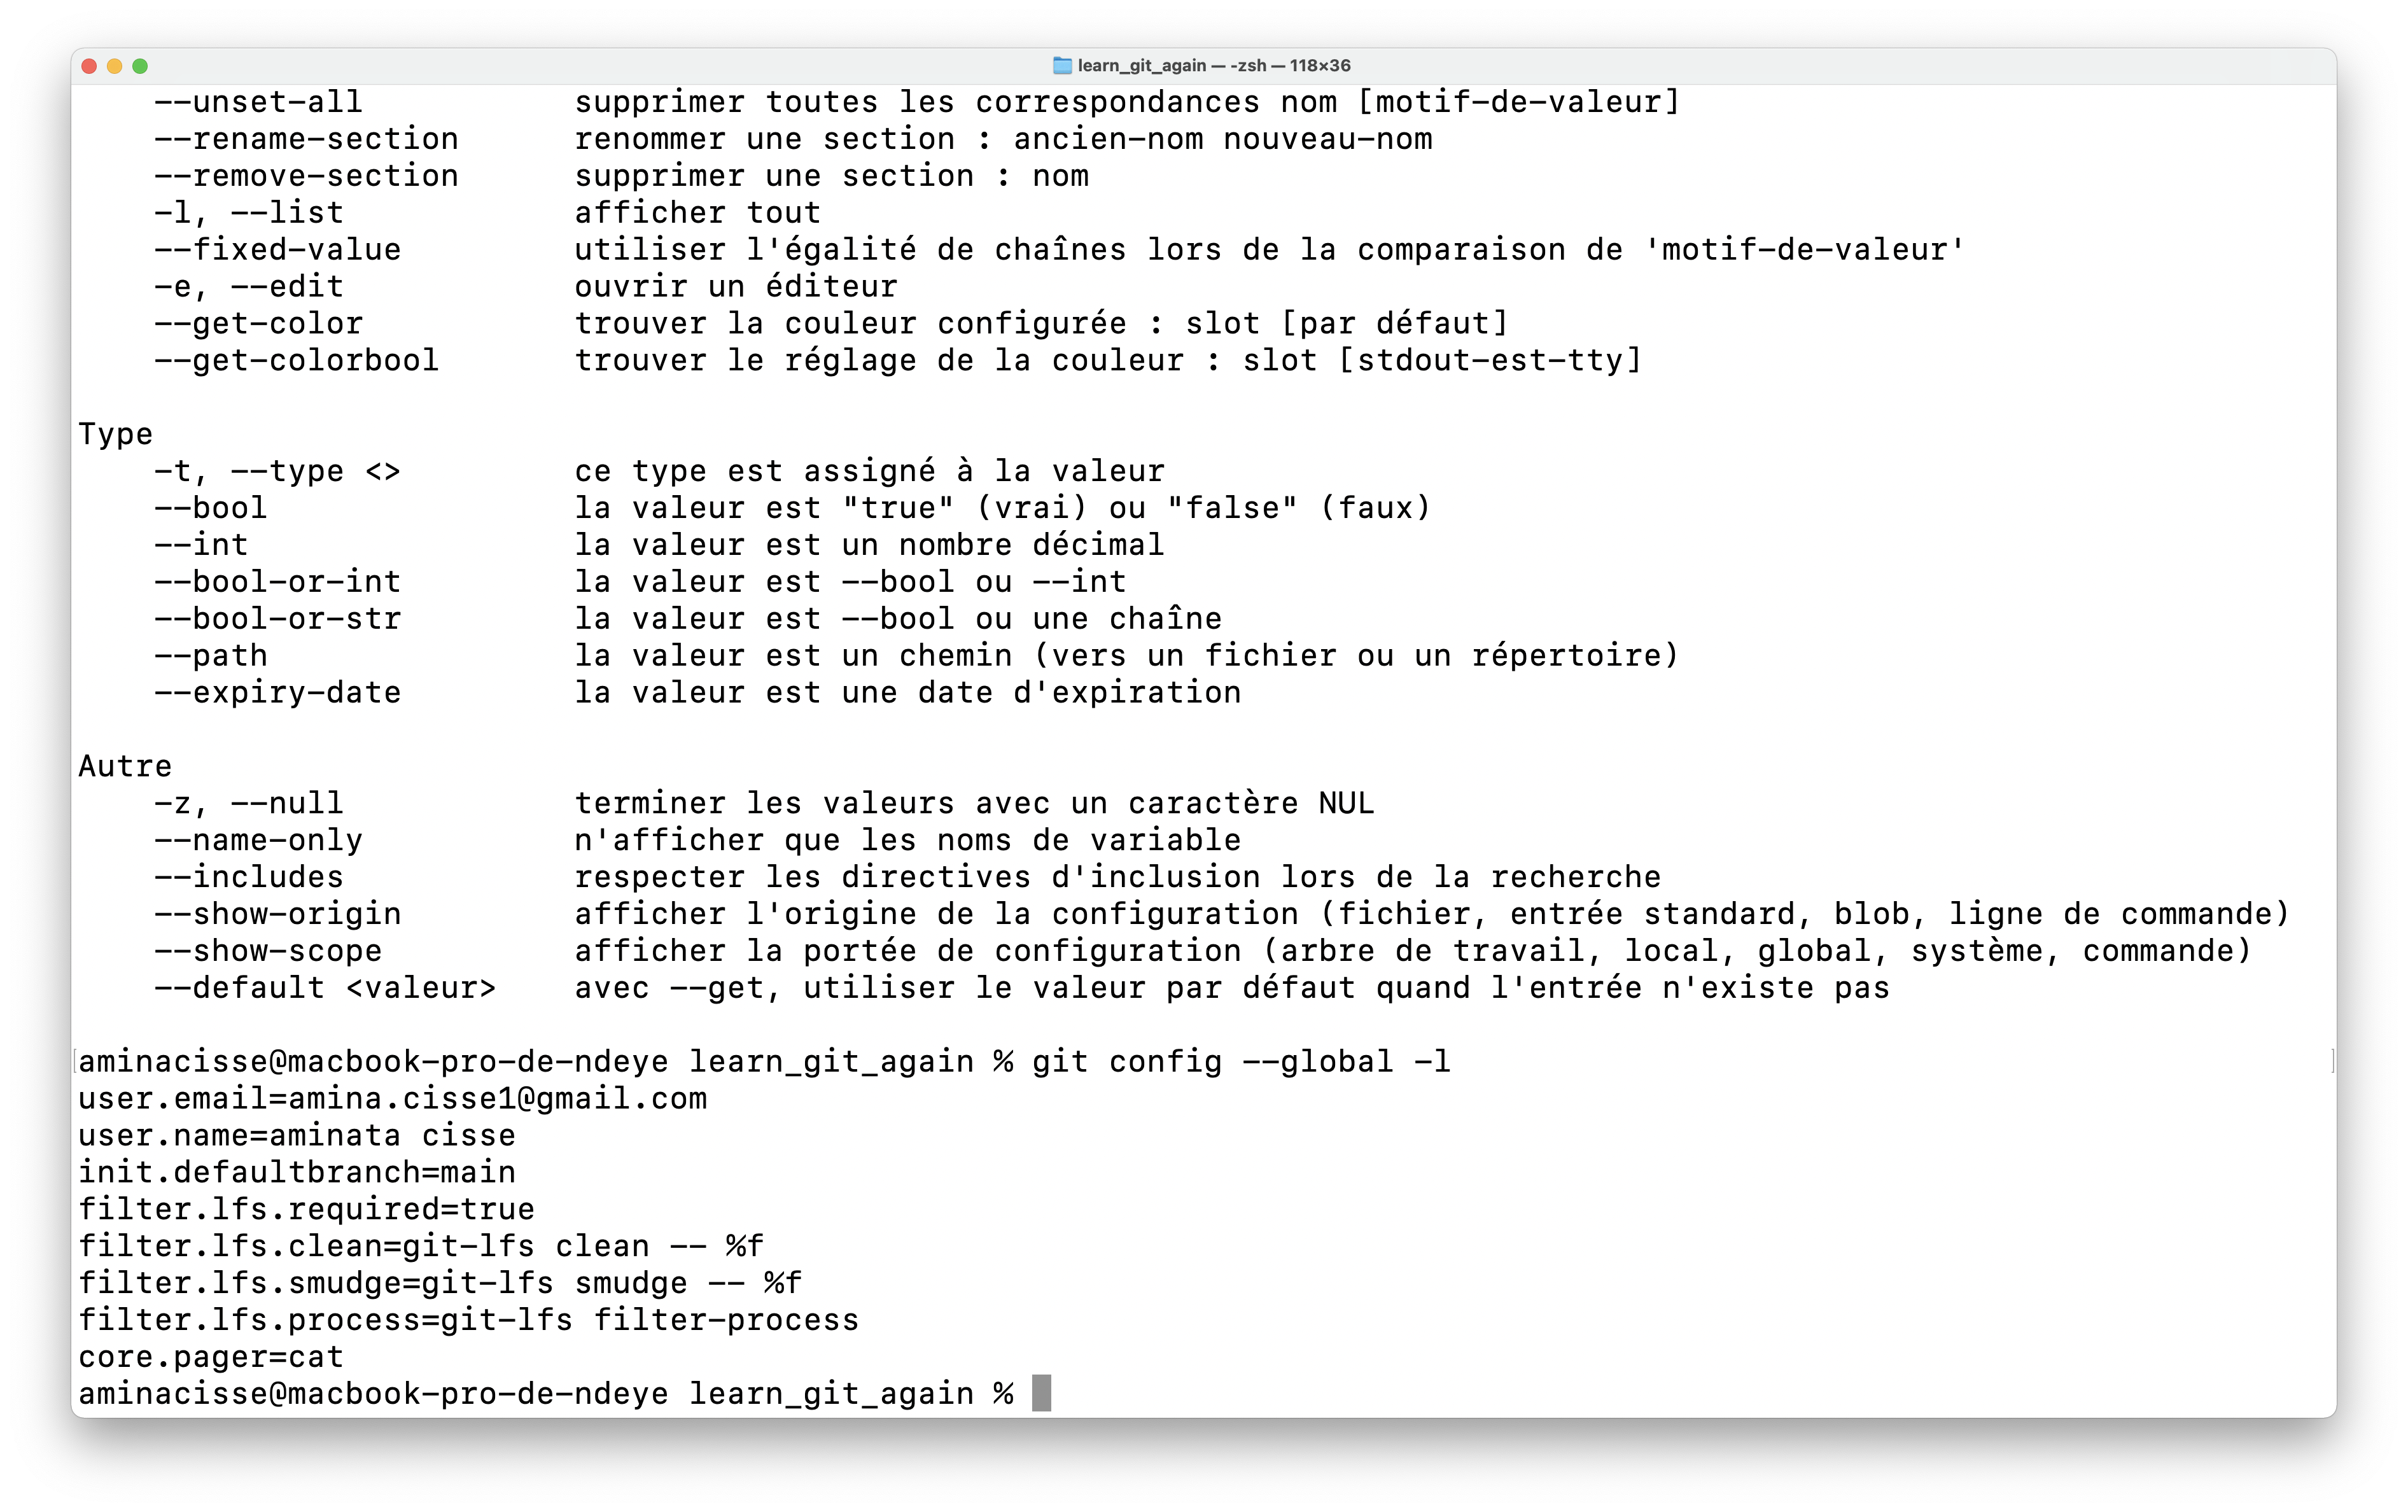 learn_git_again — -zsh — 118×36
--unset-all supprimer toutes les correspondances nom [motif-de-valeur]
--rename-section renommer une section : ancien-nom nouveau-nom
--remove-section supprimer une section : nom
-l, --list afficher tout
--fixed-value utiliser l'égalité de chaînes lors de la comparaison de 'motif-de-valeur'
-e, --edit ouvrir un éditeur
--get-color trouver la couleur configurée : slot [par défaut]
--get-colorbool trouver le réglage de la couleur : slot [stdout-est-tty]
Type
-t, --type <> ce type est assigné à la valeur
--bool la valeur est "true" (vrai) ou "false" (faux)
--int la valeur est un nombre décimal
--bool-or-int la valeur est --bool ou --int
--bool-or-str la valeur est --bool ou une chaîne
--path la valeur est un chemin (vers un fichier ou un répertoire)
--expiry-date la valeur est une date d'expiration
Autre
-z, --null terminer les valeurs avec un caractère NUL
--name-only n'afficher que les noms de variable
--includes respecter les directives d'inclusion lors de la recherche
--show-origin afficher l'origine de la configuration (fichier, entrée standard, blob, ligne de commande)
--show-scope afficher la portée de configuration (arbre de travail, local, global, système, commande)
--default <valeur> avec --get, utiliser le valeur par défaut quand l'entrée n'existe pas
aminacisse@macbook-pro-de-ndeye learn_git_again % git config --global -l
user.email=amina.cisse1@gmail.com
user.name=aminata cisse
init.defaultbranch=main
filter.lfs.required=true
filter.lfs.clean=git-lfs clean -- %f
filter.lfs.smudge=git-lfs smudge -- %f
filter.lfs.process=git-lfs filter-process
core.pager=cat
aminacisse@macbook-pro-de-ndeye learn_git_again %